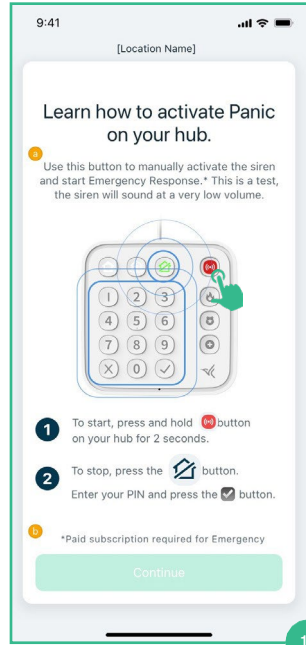 9:41
[Location Name]
Learn how to activate Panic
on your hub.
a
Use this button to manually activate the siren
and start Emergency Response.* This is a test,
the siren will sound at a very low volume.
1 2 3
4 5 6
7 8 9
0
1 To start, press and hold button
on your hub for 2 seconds.
2 To stop, press the button.
Enter your PIN and press the button.
b
*Paid subscription required for Emergency
Continue
1